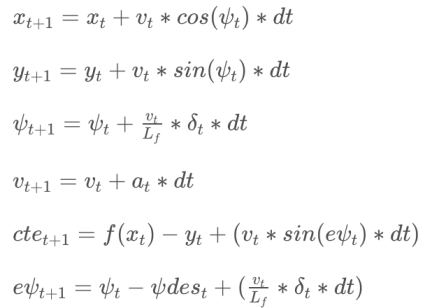 x_{t+1} = x_t + v_t * cos(ψ_t) * dt
y_{t+1} = y_t + v_t * sin(ψ_t) * dt
ψ_{t+1} = ψ_t + \frac{v_t}{L_f} * δ_t * dt
v_{t+1} = v_t + a_t * dt
cte_{t+1} = f(x_t) − y_t + (v_t * sin(eψ_t) * dt)
eψ_{t+1} = ψ_t − ψdes_t + (\frac{v_t}{L_f} * δ_t * dt)